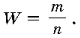 W = m/n.